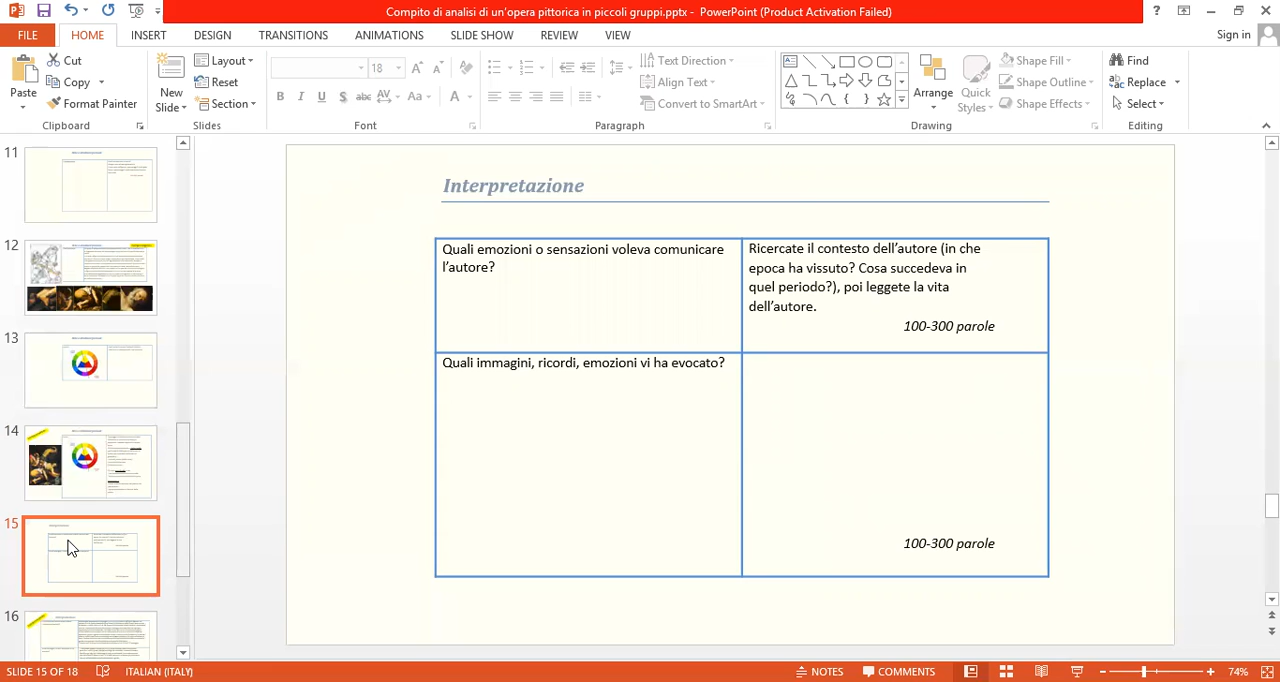 Compito di analisi di un'opera pittorica in piccoli gruppi.pptx - PowerPoint (Product Activation Failed)
FILE HOME INSERT DESIGN TRANSITIONS ANIMATIONS SLIDE SHOW REVIEW VIEW Sign in
Paste
Cut
Copy
Format Painter
Clipboard
New
Slide
Layout
Reset
Section
Slides
18
B I U S abc AV Aa A
Font
Text Direction
Align Text
Convert to SmartArt
Paragraph
Arrange
Quick
Styles
Shape Fill
Shape Outline
Shape Effects
Drawing
Find
Replace
Select
Editing
11
12
13
14
15
16
Interpretazione
Quali emozioni o sensazioni voleva comunicare
l'autore?
Ricercate il contesto dell'autore (in che
epoca ha vissuto? Cosa succedeva in
quel periodo?), poi leggete la vita
dell'autore.
100-300 parole
Quali immagini, ricordi, emozioni vi ha evocato?
100-300 parole
SLIDE 15 OF 18 ITALIAN (ITALY) NOTES COMMENTS 74%